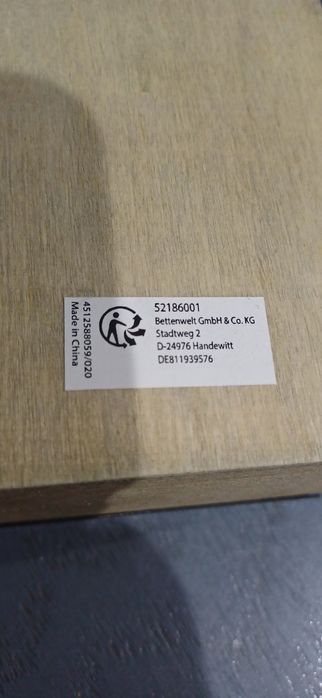 52186001
Bettenwelt GmbH & Co. KG
Stadtweg 2
D-24976 Handewitt
DE811939576
4512588059/020
Made in China